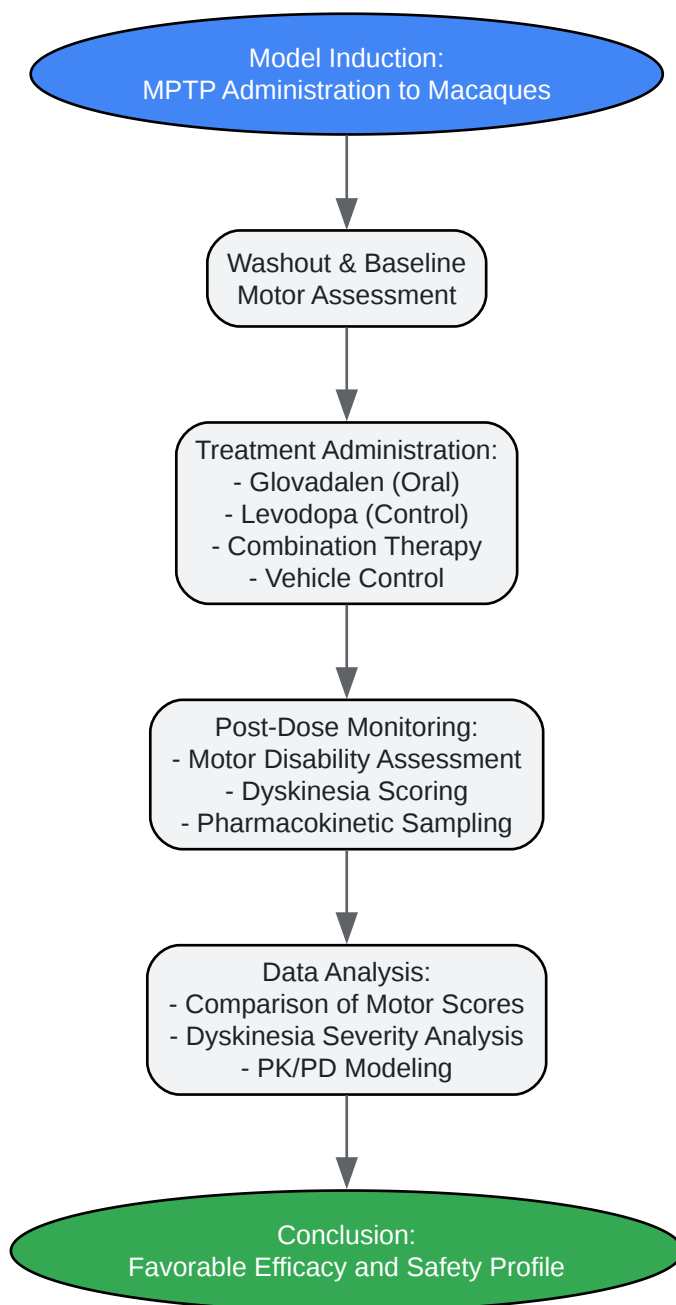 Model Induction:
MPTP Administration to Macaques
Washout & Baseline
Motor Assessment
Treatment Administration:
- Glovadalen (Oral)
- Levodopa (Control)
- Combination Therapy
- Vehicle Control
Post-Dose Monitoring:
- Motor Disability Assessment
- Dyskinesia Scoring
- Pharmacokinetic Sampling
Data Analysis:
- Comparison of Motor Scores
- Dyskinesia Severity Analysis
- PK/PD Modeling
Conclusion:
Favorable Efficacy and Safety Profile